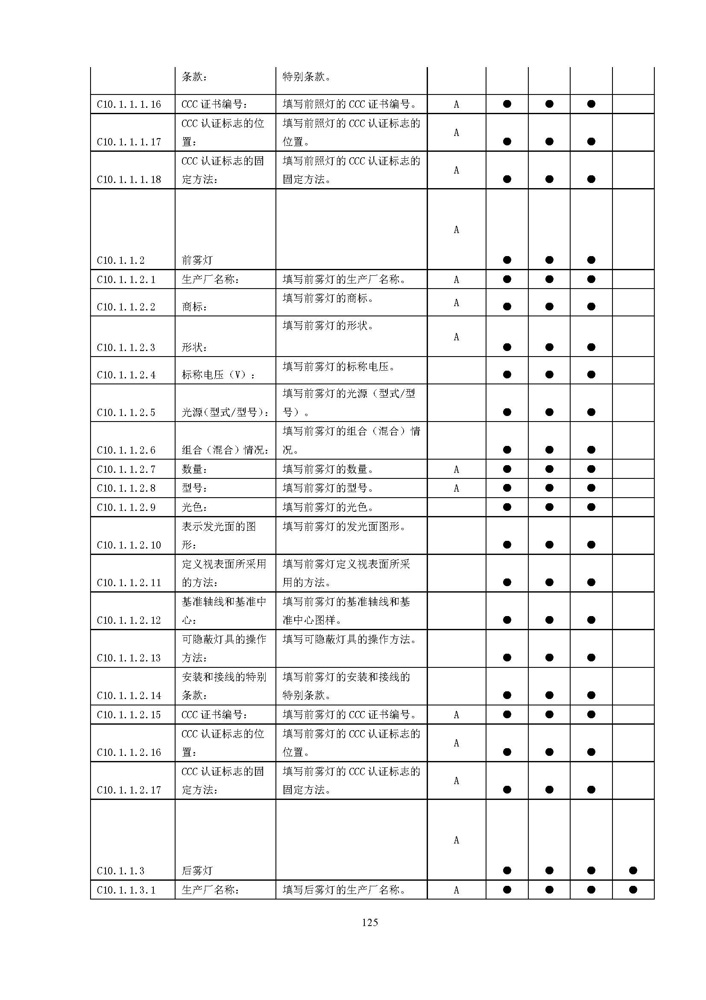 条款： 特别条款。
C10.1.1.1.16 CCC 证书编号： 填写前照灯的 CCC 证书编号。 A ● ● ●
CCC 认证标志的位 填写前照灯的 CCC 认证标志的
A
C10.1.1.1.17 置： 位置。 ● ● ●
CCC 认证标志的固 填写前照灯的 CCC 认证标志的
A
C10.1.1.1.18 定方法： 固定方法。 ● ● ●
A
C10.1.1.2 前雾灯 ● ● ●
C10.1.1.2.1 生产厂名称： 填写前雾灯的生产厂名称。 A ● ● ●
填写前雾灯的商标。 A
C10.1.1.2.2 商标： ● ● ●
填写前雾灯的形状。
A
C10.1.1.2.3 形状： ● ● ●
填写前雾灯的标称电压。
C10.1.1.2.4 标称电压（V）： ● ● ●
填写前雾灯的光源（型式/型
C10.1.1.2.5 光源(型式/型号)： 号）。 ● ● ●
填写前雾灯的组合（混合）情
C10.1.1.2.6 组合（混合）情况： 况。 ● ● ●
C10.1.1.2.7 数量： 填写前雾灯的数量。 A ● ● ●
C10.1.1.2.8 型号： 填写前雾灯的型号。 A ● ● ●
C10.1.1.2.9 光色： 填写前雾灯的光色。 ● ● ●
表示发光面的图 填写前雾灯的发光面图形。
C10.1.1.2.10 形： ● ● ●
定义视表面所采用 填写前雾灯定义视表面所采
C10.1.1.2.11 的方法： 用的方法。 ● ● ●
基准轴线和基准中 填写前雾灯的基准轴线和基
C10.1.1.2.12 心： 准中心图样。 ● ● ●
可隐蔽灯具的操作 填写可隐蔽灯具的操作方法。
C10.1.1.2.13 方法： ● ● ●
安装和接线的特别 填写前雾灯的安装和接线的
C10.1.1.2.14 条款： 特别条款。 ● ● ●
C10.1.1.2.15 CCC 证书编号： 填写前雾灯的 CCC 证书编号。 A ● ● ●
CCC 认证标志的位 填写前雾灯的 CCC 认证标志的
A
C10.1.1.2.16 置： 位置。 ● ● ●
CCC 认证标志的固 填写前雾灯的 CCC 认证标志的
A
C10.1.1.2.17 定方法： 固定方法。 ● ● ●
A
C10.1.1.3 后雾灯 ● ● ● ●
C10.1.1.3.1 生产厂名称： 填写后雾灯的生产厂名称。 A ● ● ● ●
125